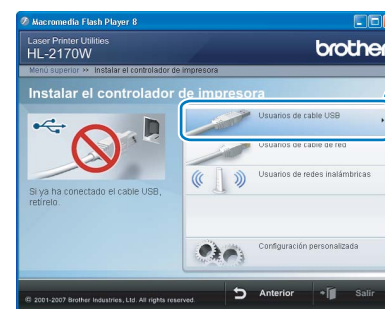 Macromedia Flash Player 8
Laser Printer Utilities
HL-2170W
brother
Menú superior >> Instalar el controlador de impresora
Instalar el controlador de impresora
Usuarios de cable USB
Usuarios de cable de red
Si ya ha conectado el cable USB,
retírelo.
Usuarios de redes inalámbricas
Configuración personalizada
© 2001-2007 Brother Industries, Ltd. All rights reserved.
Anterior
Salir